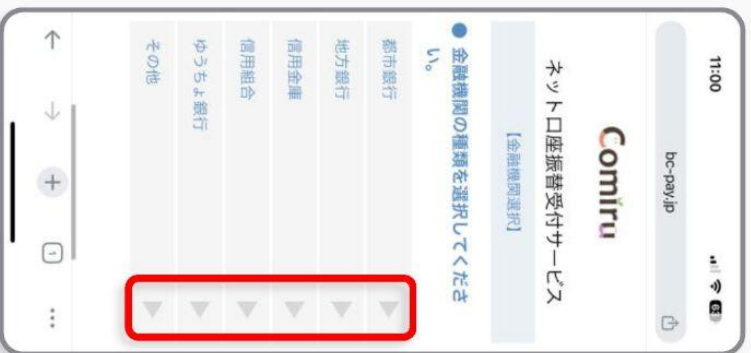 11:00
63
bc-pay.jp
Comiru
ネット口座振替受付サービス
【金融機関選択】
● 金融機関の種類を選択してくださ
い。
都市銀行
地方銀行
信用金庫
信用組合
ゆうちょ銀行
その他
1